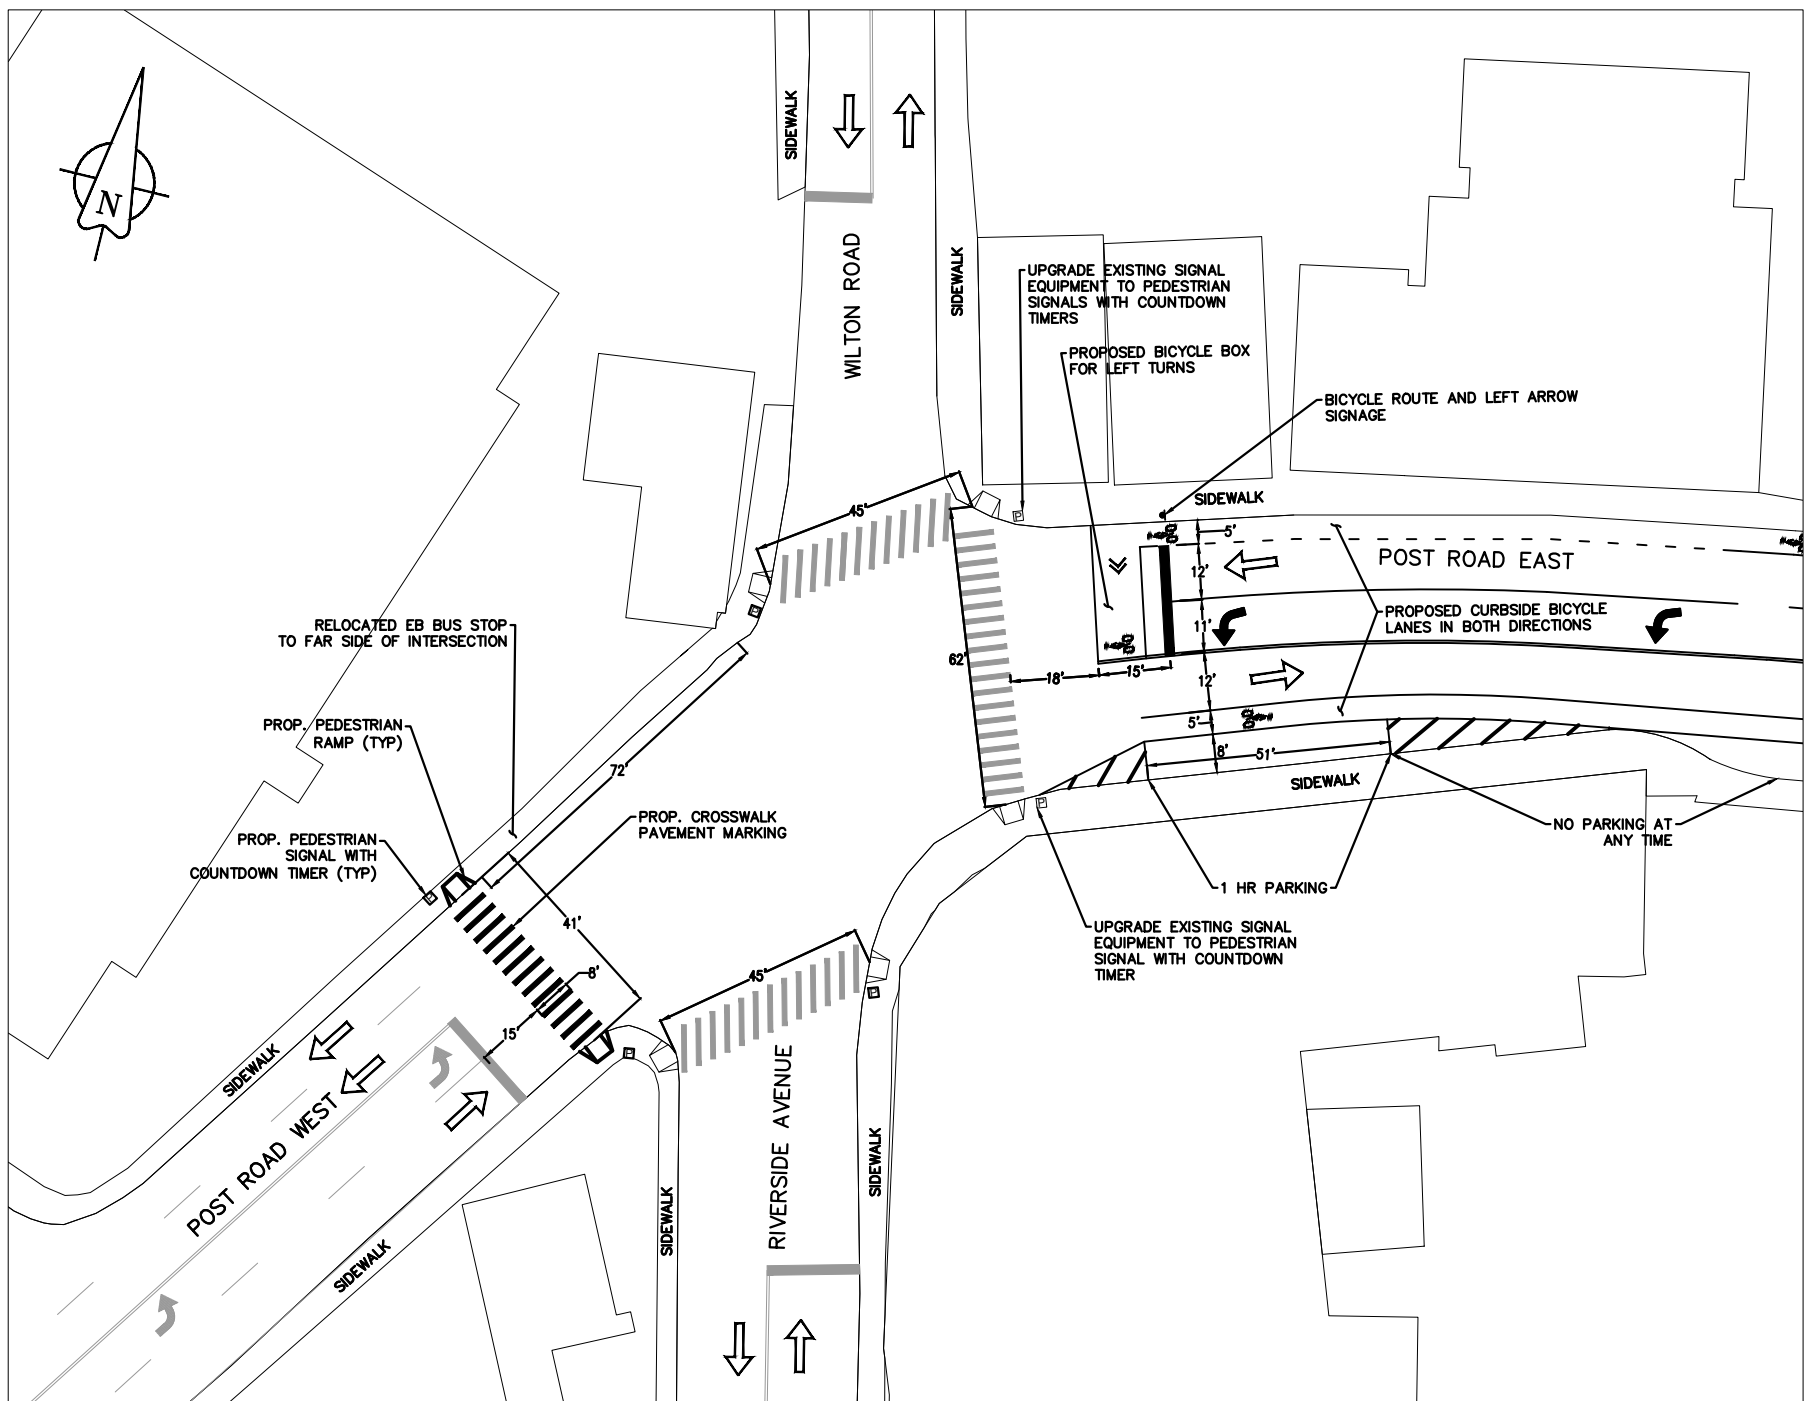 SIDEWALK
N
WILTON ROAD
SIDEWALK
UPGRADE EXISTING SIGNAL
EQUIPMENT TO PEDESTRIAN
SIGNALS WITH COUNTDOWN
TIMERS
PROPOSED BICYCLE BOX
FOR LEFT TURNS
BICYCLE ROUTE AND LEFT ARROW
SIGNAGE
SIDEWALK
45'
5'
POST ROAD EAST
12'
11'
PROPOSED CURBSIDE BICYCLE
LANES IN BOTH DIRECTIONS
RELOCATED EB BUS STOP
TO FAR SIDE OF INTERSECTION
62'
18'
15'
12'
5'
8'
51'
SIDEWALK
PROP. PEDESTRIAN
RAMP (TYP)
72'
PROP. CROSSWALK
PAVEMENT MARKING
NO PARKING AT
ANY TIME
PROP. PEDESTRIAN
SIGNAL WITH
COUNTDOWN TIMER (TYP)
1 HR PARKING
41'
UPGRADE EXISTING SIGNAL
EQUIPMENT TO PEDESTRIAN
SIGNAL WITH COUNTDOWN
TIMER
8'
45'
15'
SIDEWALK
POST ROAD WEST
RIVERSIDE AVENUE
SIDEWALK
SIDEWALK
SIDEWALK
P
P
P
P
P
P